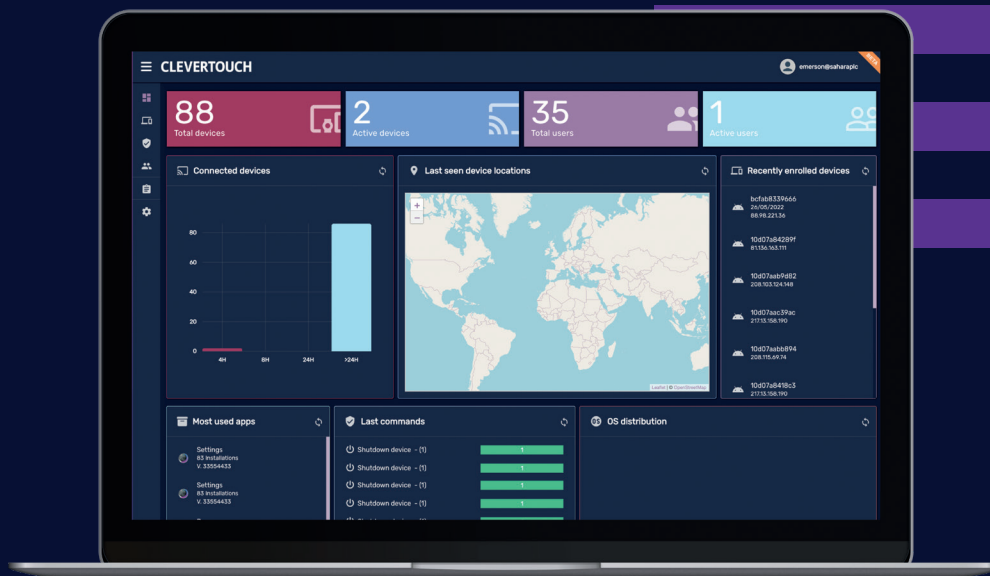 CLEVERTOUCH
emerson@saharaplc
BETA
88
Total devices
2
Active devices
35
Total users
1
Active users
Connected devices
80
60
40
20
0
4H
8H
24H
>24H
Last seen device locations
+
−
Leaflet | © OpenStreetMap
Recently enrolled devices
bcfab8339666
26/05/2022
88.98.221.36
10d07a84289f
81.136.163.111
10d07aab9d82
208.103.124.148
10d07aac39ac
217.13.158.190
10d07aabb894
208.115.69.74
10d07a8418c3
217.13.158.190
Most used apps
Settings
83 Installations
V. 33554433
Settings
83 Installations
V. 33554433
Last commands
Shutdown device - (1)
1
Shutdown device - (1)
1
Shutdown device - (1)
1
Shutdown device - (1)
1
OS
OS distribution